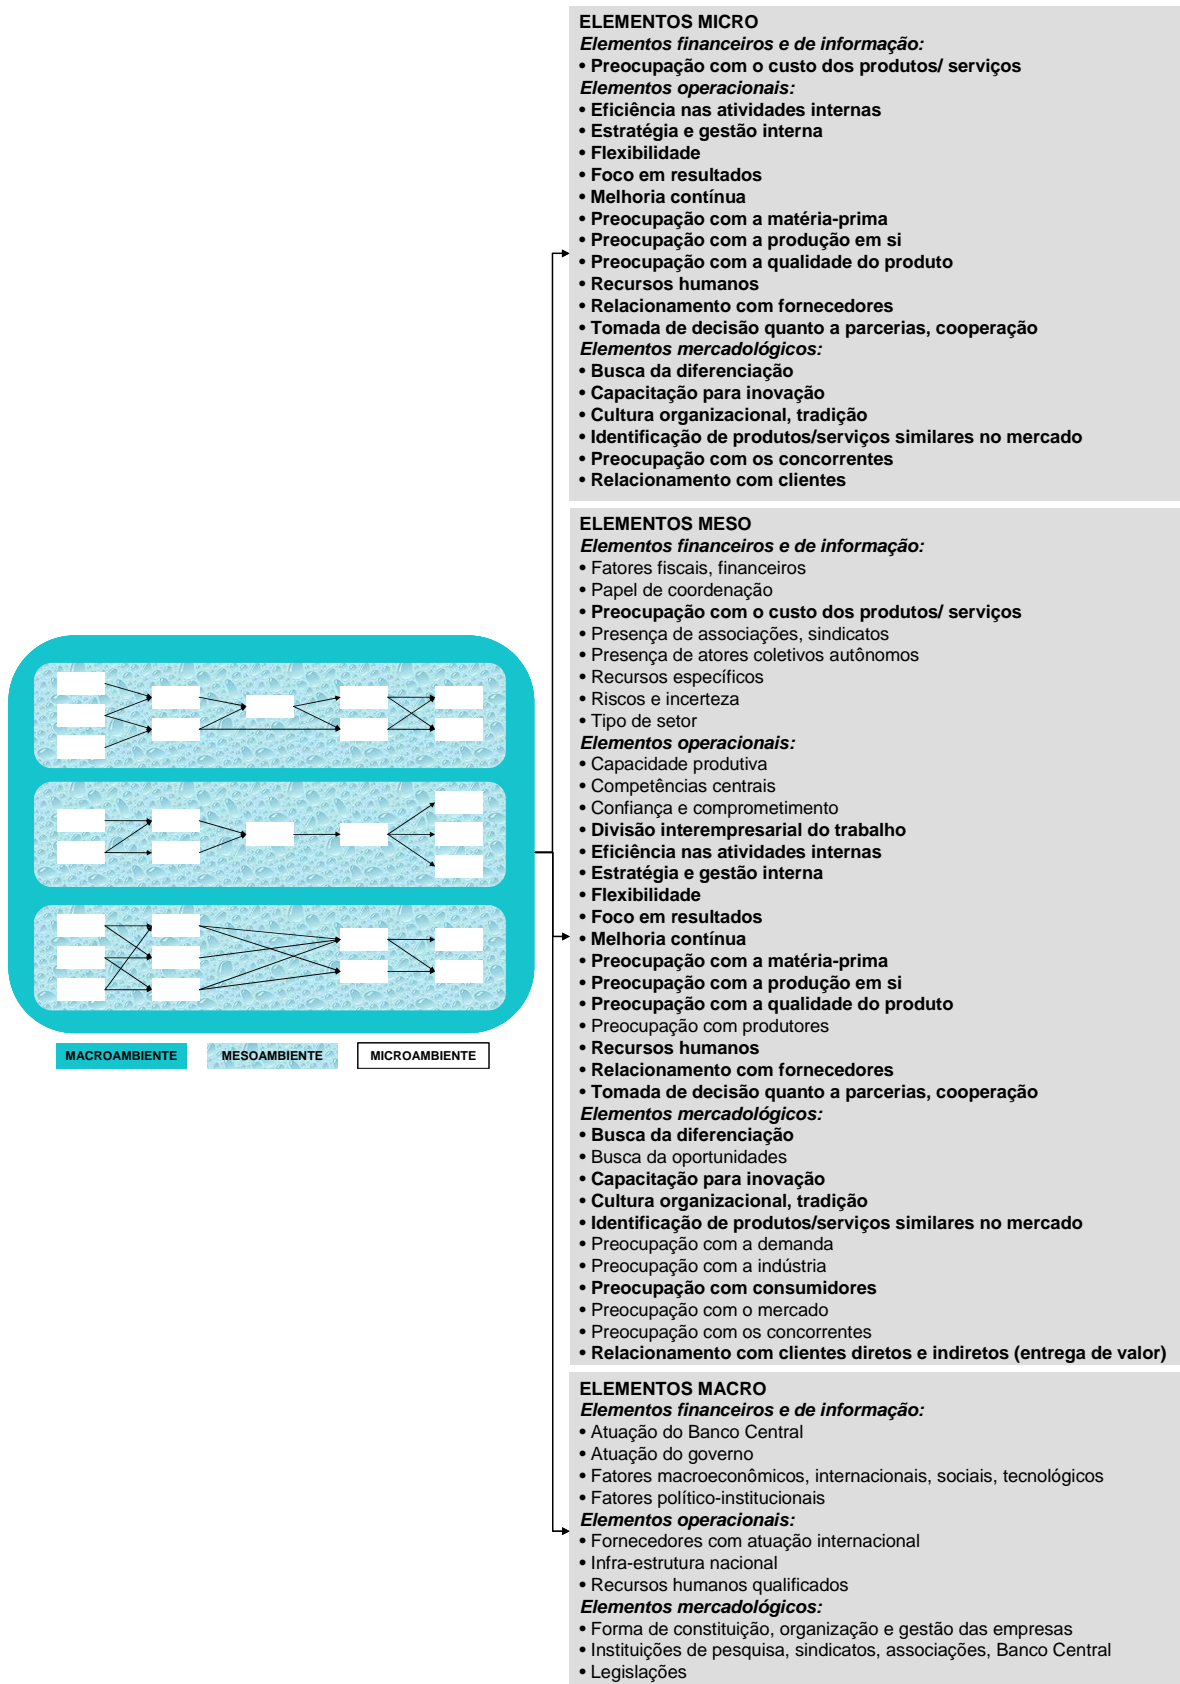 ELEMENTOS MICRO
Elementos financeiros e de informação:
• Preocupação com o custo dos produtos/ serviços
Elementos operacionais:
• Eficiência nas atividades internas
• Estratégia e gestão interna
• Flexibilidade
• Foco em resultados
• Melhoria contínua
• Preocupação com a matéria-prima
• Preocupação com a produção em si
• Preocupação com a qualidade do produto
• Recursos humanos
• Relacionamento com fornecedores
• Tomada de decisão quanto a parcerias, cooperação
Elementos mercadológicos:
• Busca da diferenciação
• Capacitação para inovação
• Cultura organizacional, tradição
• Identificação de produtos/serviços similares no mercado
• Preocupação com os concorrentes
• Relacionamento com clientes
ELEMENTOS MESO
Elementos financeiros e de informação:
• Fatores fiscais, financeiros
• Papel de coordenação
• Preocupação com o custo dos produtos/ serviços
• Presença de associações, sindicatos
• Presença de atores coletivos autônomos
• Recursos específicos
• Riscos e incerteza
• Tipo de setor
Elementos operacionais:
• Capacidade produtiva
• Competências centrais
• Confiança e comprometimento
• Divisão interempresarial do trabalho
• Eficiência nas atividades internas
• Estratégia e gestão interna
• Flexibilidade
• Foco em resultados
• Melhoria contínua
• Preocupação com a matéria-prima
• Preocupação com a produção em si
• Preocupação com a qualidade do produto
• Preocupação com produtores
• Recursos humanos
• Relacionamento com fornecedores
• Tomada de decisão quanto a parcerias, cooperação
Elementos mercadológicos:
• Busca da diferenciação
• Busca da oportunidades
• Capacitação para inovação
• Cultura organizacional, tradição
• Identificação de produtos/serviços similares no mercado
• Preocupação com a demanda
• Preocupação com a indústria
• Preocupação com consumidores
• Preocupação com o mercado
• Preocupação com os concorrentes
• Relacionamento com clientes diretos e indiretos (entrega de valor)
MACROAMBIENTE MESOAMBIENTE MICROAMBIENTE
ELEMENTOS MACRO
Elementos financeiros e de informação:
• Atuação do Banco Central
• Atuação do governo
• Fatores macroeconômicos, internacionais, sociais, tecnológicos
• Fatores político-institucionais
Elementos operacionais:
• Fornecedores com atuação internacional
• Infra-estrutura nacional
• Recursos humanos qualificados
Elementos mercadológicos:
• Forma de constituição, organização e gestão das empresas
• Instituições de pesquisa, sindicatos, associações, Banco Central
• Legislações